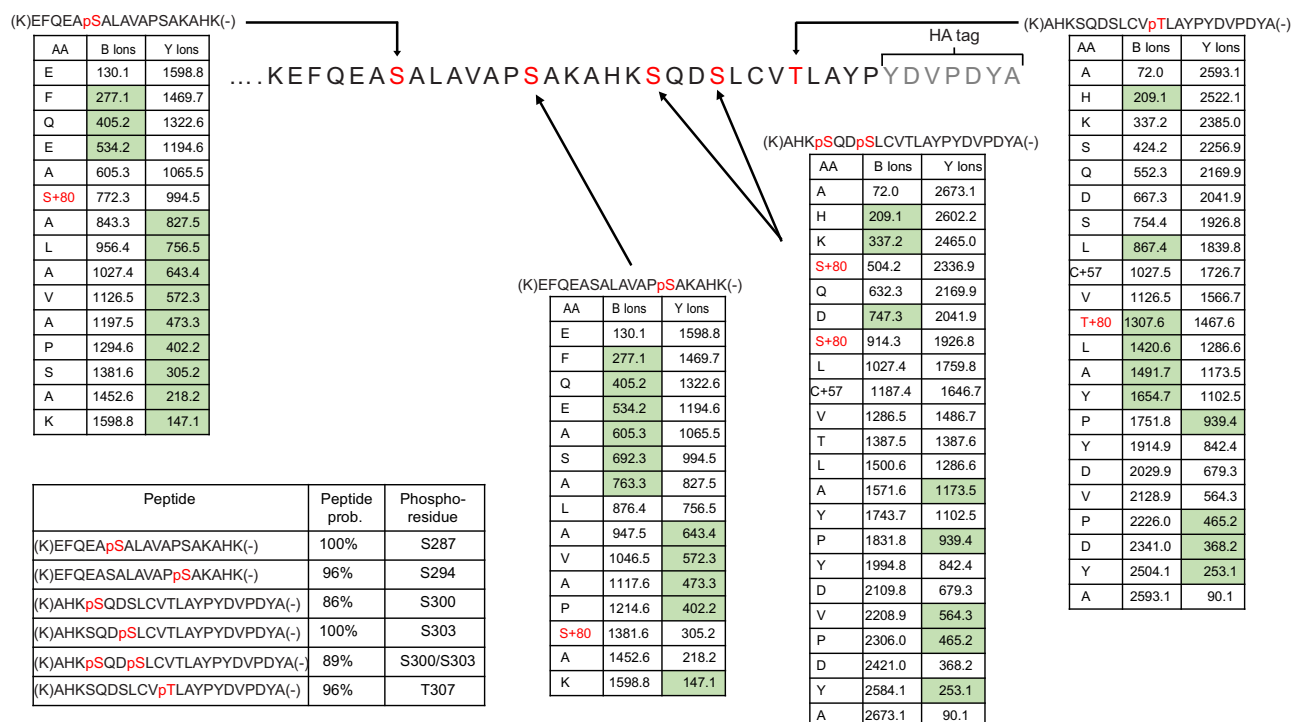 (K)EFQEApSALAVAPSAKAHK(-)
AA B Ions Y Ions
E 130.1 1598.8
F 277.1 1469.7
Q 405.2 1322.6
E 534.2 1194.6
A 605.3 1065.5
S+80 772.3 994.5
A 843.3 827.5
L 956.4 756.5
A 1027.4 643.4
V 1126.5 572.3
A 1197.5 473.3
P 1294.6 402.2
S 1381.6 305.2
A 1452.6 218.2
K 1598.8 147.1
HA tag
....KEFQEASALAVAPSAKAHKSQDSLCVTLAYPYDVPDYA
(K)EFQEASALAVAPpSAKAHK(-)
AA B Ions Y Ions
E 130.1 1598.8
F 277.1 1469.7
Q 405.2 1322.6
E 534.2 1194.6
A 605.3 1065.5
S 692.3 994.5
A 763.3 827.5
L 876.4 756.5
A 947.5 643.4
V 1046.5 572.3
A 1117.6 473.3
P 1214.6 402.2
S+80 1381.6 305.2
A 1452.6 218.2
K 1598.8 147.1
(K)AHKpSQDpSLCVTLAYPYDVPDYA(-)
AA B Ions Y Ions
A 72.0 2673.1
H 209.1 2602.2
K 337.2 2465.0
S+80 504.2 2336.9
Q 632.3 2169.9
D 747.3 2041.9
S+80 914.3 1926.8
L 1027.4 1759.8
C+57 1187.4 1646.7
V 1286.5 1486.7
T 1387.5 1387.6
L 1500.6 1286.6
A 1571.6 1173.5
Y 1743.7 1102.5
P 1831.8 939.4
Y 1994.8 842.4
D 2109.8 679.3
V 2208.9 564.3
P 2306.0 465.2
D 2421.0 368.2
Y 2584.1 253.1
A 2673.1 90.1
(K)AHKSQDSLCVpTLAYPYDVPDYA(-)
AA B Ions Y Ions
A 72.0 2593.1
H 209.1 2522.1
K 337.2 2385.0
S 424.2 2256.9
Q 552.3 2169.9
D 667.3 2041.9
S 754.4 1926.8
L 867.4 1839.8
C+57 1027.5 1726.7
V 1126.5 1566.7
T+80 1307.6 1467.6
L 1420.6 1286.6
A 1491.7 1173.5
Y 1654.7 1102.5
P 1751.8 939.4
Y 1914.9 842.4
D 2029.9 679.3
V 2128.9 564.3
P 2226.0 465.2
D 2341.0 368.2
Y 2504.1 253.1
A 2593.1 90.1
Peptide Peptide prob. Phospho-residue
(K)EFQEApSALAVAPSAKAHK(-) 100% S287
(K)EFQEASALAVAPpSAKAHK(-) 96% S294
(K)AHKpSQDSLCVTLAYPYDVPDYA(-) 86% S300
(K)AHKSQDpSLCVTLAYPYDVPDYA(-) 100% S303
(K)AHKpSQDpSLCVTLAYPYDVPDYA(-) 89% S300/S303
(K)AHKSQDSLCVpTLAYPYDVPDYA(-) 96% T307